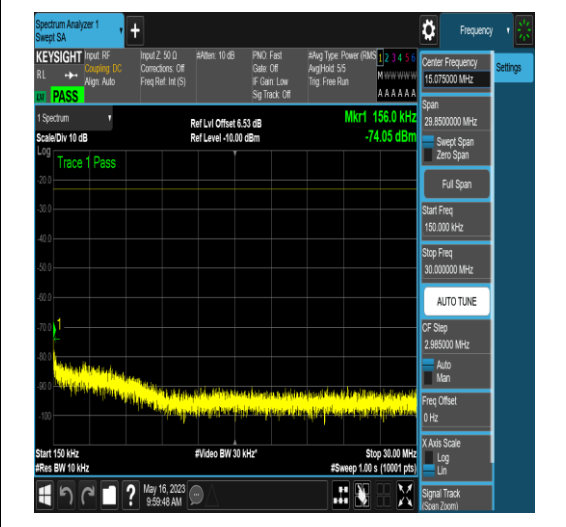 Spectrum Analyzer 1
Swept SA
Frequency
KEYSIGHT
RL
PASS
Input: RF
Coupling: DC
Align: Auto
Input Z: 50 Ω
Corrections: Off
Freq Ref: Int (S)
#Atten: 10 dB
PNO: Fast
Gate: Off
IF Gain: Low
Sig Track: Off
#Avg Type: Power (RMS
Avg|Hold: 5/5
Trig: Free Run
1 2 3 4 5 6
M w w w w w
A A A A A A
1 Spectrum
Scale/Div 10 dB
Ref Lvl Offset 6.53 dB
Ref Level -10.00 dBm
Mkr1 156.0 kHz
-74.05 dBm
Log
Trace 1 Pass
-20.0
-30.0
-40.0
-50.0
-60.0
-70.0
-80.0
-90.0
-100
1
Start 150 kHz
#Res BW 10 kHz
#Video BW 30 kHz*
Stop 30.00 MHz
#Sweep 1.00 s (10001 pts)
May 16, 2023
9:59:48 AM
Settings
Center Frequency
15.075000 MHz
Span
29.8500000 MHz
Swept Span
Zero Span
Full Span
Start Freq
150.000 kHz
Stop Freq
30.000000 MHz
AUTO TUNE
CF Step
2.985000 MHz
Auto
Man
Freq Offset
0 Hz
X Axis Scale
Log
Lin
Signal Track
(Span Zoom)